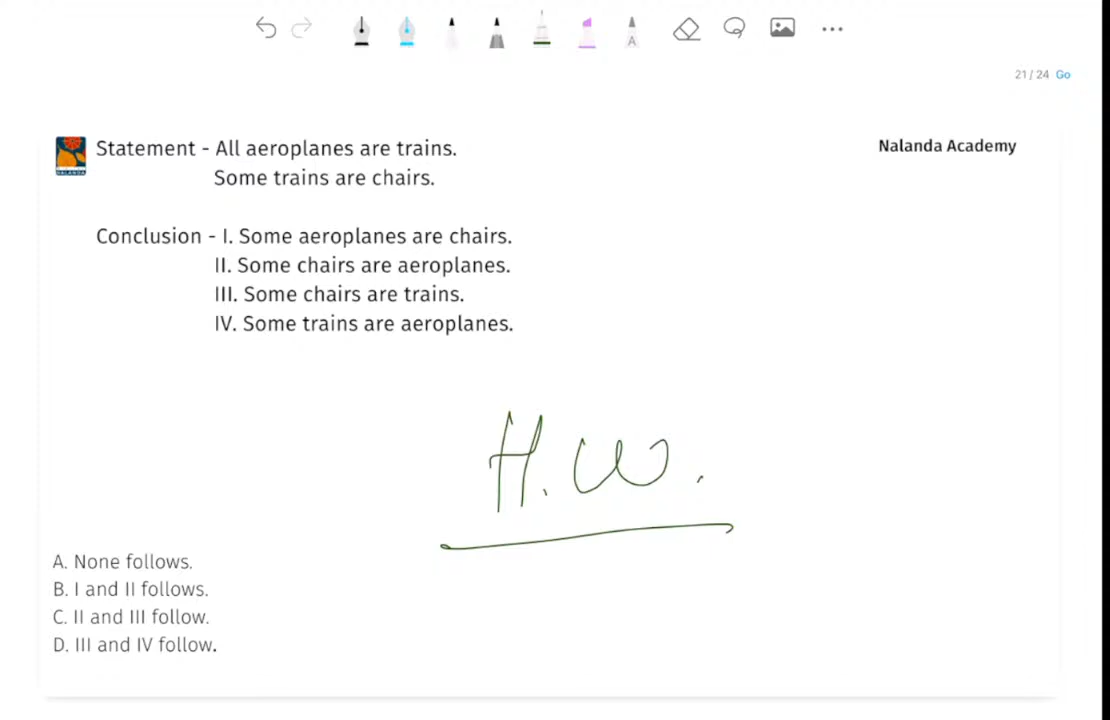 A
21 / 24 Go
Statement - All aeroplanes are trains.
Nalanda Academy
NALANDA
Some trains are chairs.
Conclusion - I. Some aeroplanes are chairs.
II. Some chairs are aeroplanes.
III. Some chairs are trains.
IV. Some trains are aeroplanes.
H.W.
A. None follows.
B. I and II follows.
C. II and III follow.
D. III and IV follow.